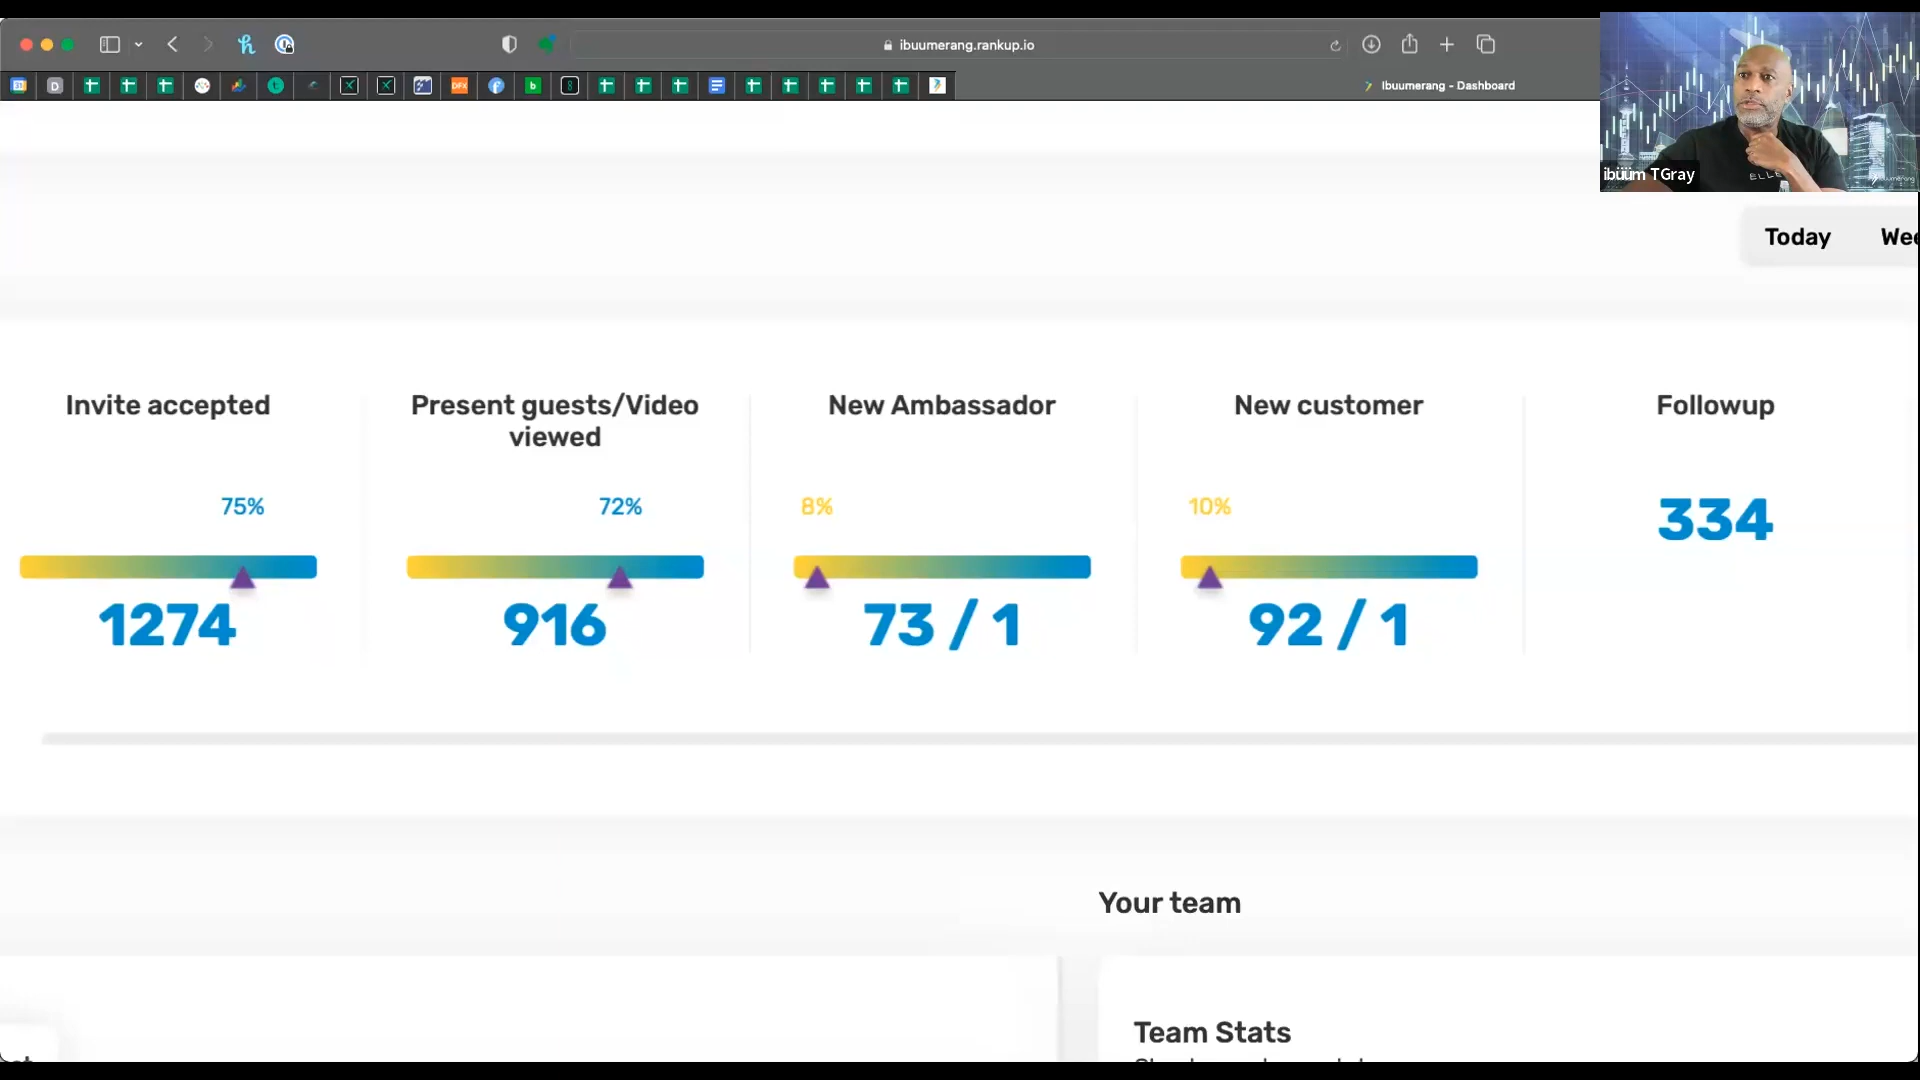 ibuumerang.rankup.io
Ibuumerang - Dashboard
ELLE
ibüüm TGray
Today
Invite accepted
Present guests/Video
viewed
New Ambassador
New customer
Followup
75%
72%
8%
10%
334
1274
916
73 / 1
92 / 1
Your team
Team Stats